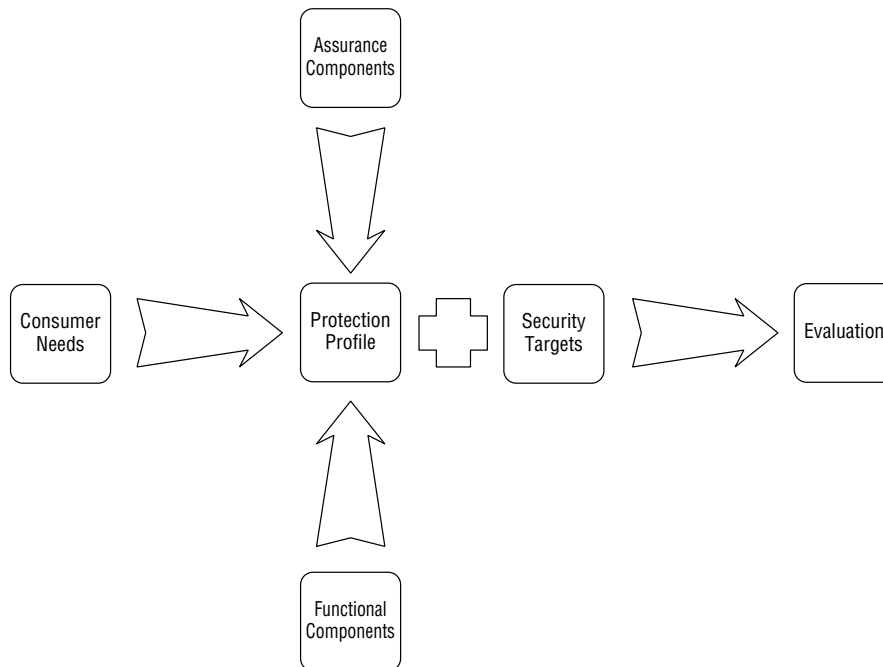 Assurance
Components
Consumer
Needs
Protection
Profile
Security
Targets
Evaluation
Functional
Components